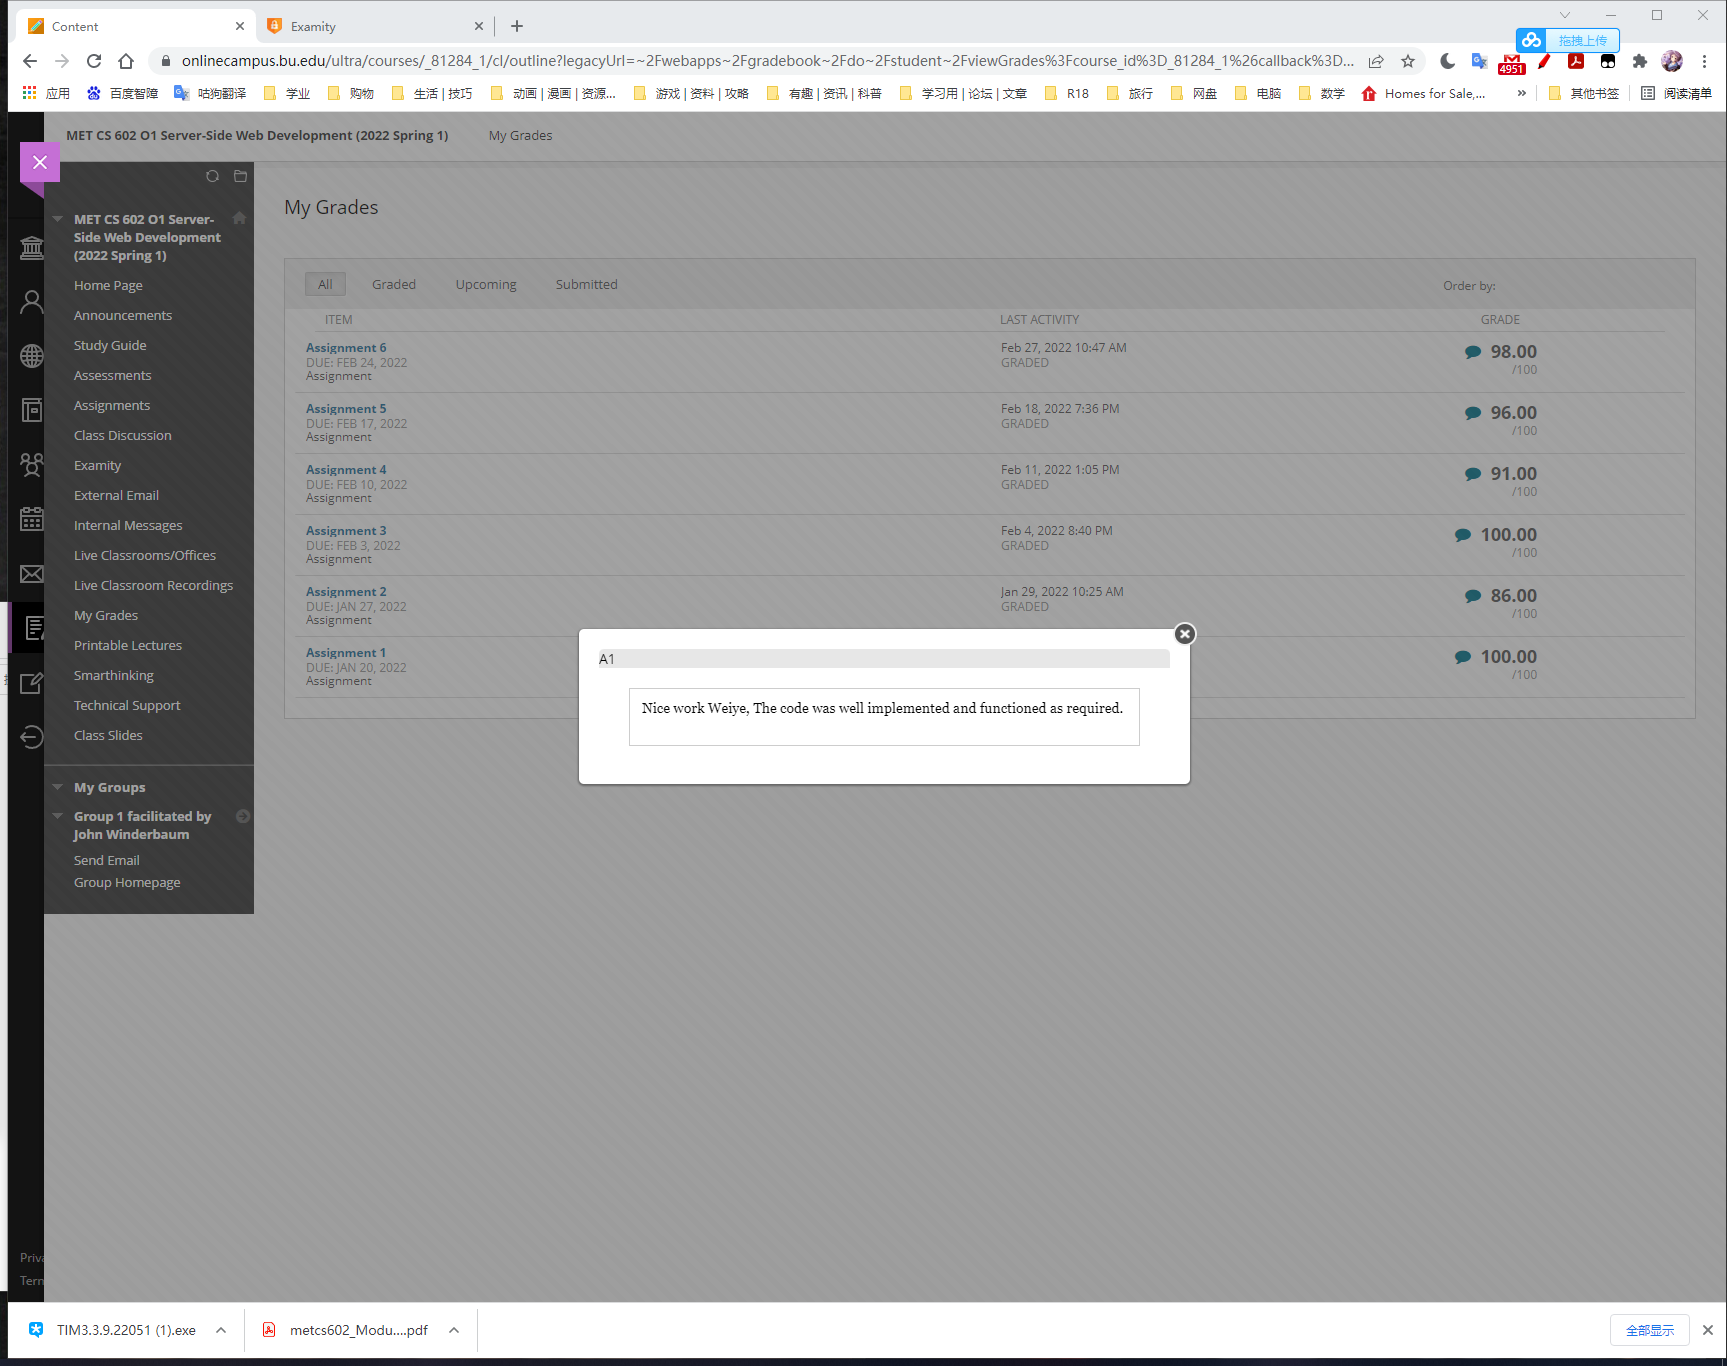 Content
Examity
拖拽上传
onlinecampus.bu.edu/ultra/courses/_81284_1/cl/outline?legacyUrl=~2Fwebapps~2Fgradebook~2Fdo~2Fstudent~2FviewGrades%3Fcourse_id%3D_81284_1%26callback%3D...
4951
应用
百度智障
咕狗翻译
学业
购物
生活 | 技巧
动画 | 漫画 | 资源...
游戏 | 资料 | 攻略
有趣 | 资讯 | 科普
学习用 | 论坛 | 文章
R18
旅行
网盘
电脑
数学
Homes for Sale,...
»
其他书签
阅读清单
MET CS 602 O1 Server-Side Web Development (2022 Spring 1)
My Grades
MET CS 602 O1 Server-
Side Web Development
(2022 Spring 1)
Home Page
Announcements
Study Guide
Assessments
Assignments
Class Discussion
Examity
External Email
Internal Messages
Live Classrooms/Offices
Live Classroom Recordings
My Grades
Printable Lectures
Smarthinking
Technical Support
Class Slides
My Groups
Group 1 facilitated by
John Winderbaum
Send Email
Group Homepage
Priva
Term
My Grades
All
Graded
Upcoming
Submitted
Order by:
ITEM
LAST ACTIVITY
GRADE
Assignment 6
DUE: FEB 24, 2022
Assignment
Feb 27, 2022 10:47 AM
GRADED
98.00
/100
Assignment 5
DUE: FEB 17, 2022
Assignment
Feb 18, 2022 7:36 PM
GRADED
96.00
/100
Assignment 4
DUE: FEB 10, 2022
Assignment
Feb 11, 2022 1:05 PM
GRADED
91.00
/100
Assignment 3
DUE: FEB 3, 2022
Assignment
Feb 4, 2022 8:40 PM
GRADED
100.00
/100
Assignment 2
DUE: JAN 27, 2022
Assignment
Jan 29, 2022 10:25 AM
GRADED
86.00
/100
Assignment 1
DUE: JAN 20, 2022
Assignment
100.00
/100
A1
Nice work Weiye, The code was well implemented and functioned as required.
TIM3.3.9.22051 (1).exe
metcs602_Modu....pdf
全部显示